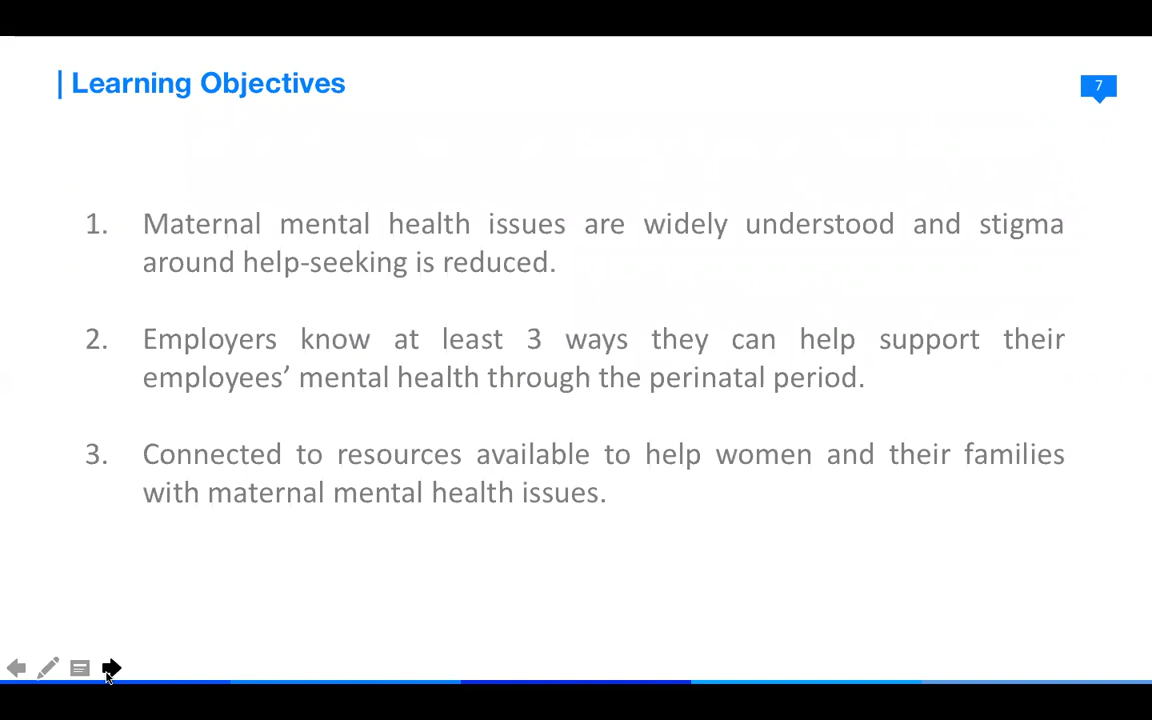 | Learning Objectives
7
1. Maternal mental health issues are widely understood and stigma
around help-seeking is reduced.
2. Employers know at least 3 ways they can help support their
employees’ mental health through the perinatal period.
3. Connected to resources available to help women and their families
with maternal mental health issues.